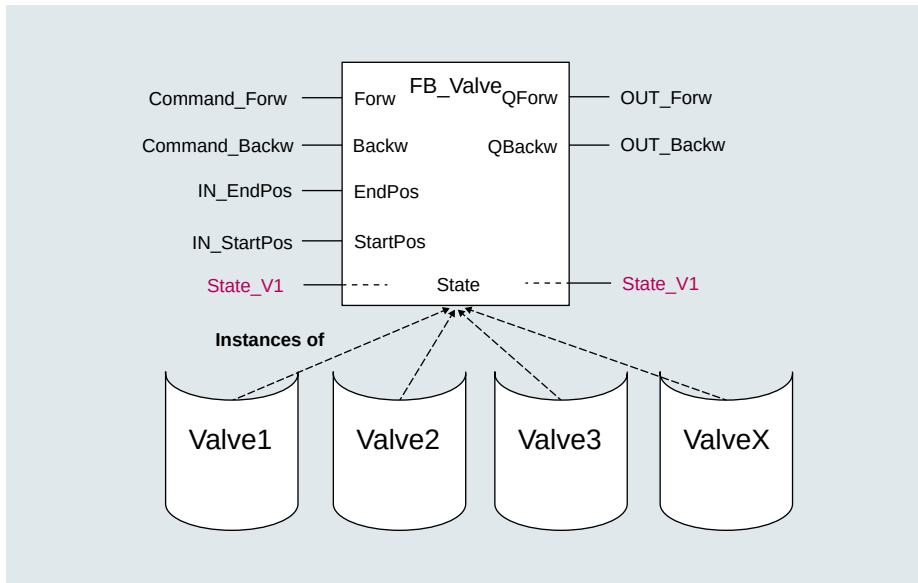 FB_Valve
Command_Forw Forw QForw OUT_Forw
Command_Backw Backw QBackw OUT_Backw
IN_EndPos EndPos
IN_StartPos StartPos
State_V1 State State_V1
Instances of
Valve1 Valve2 Valve3 ValveX